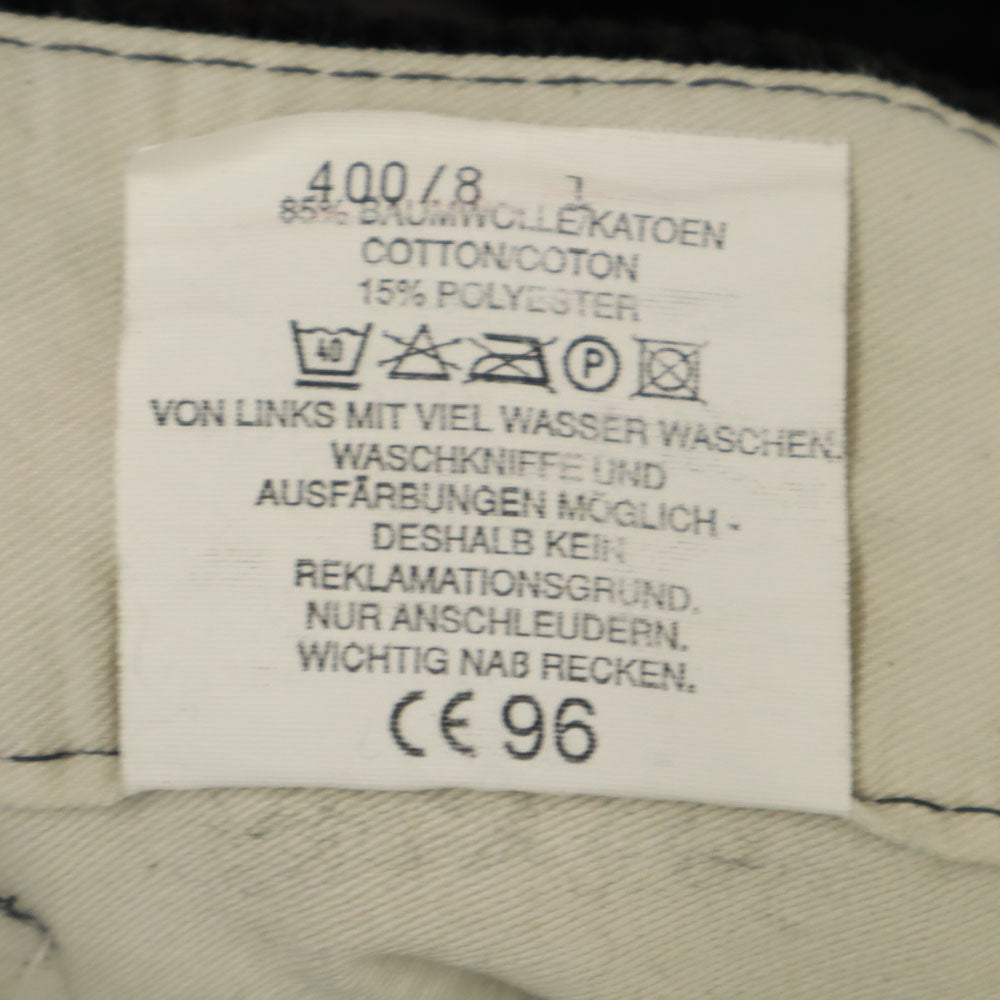 400/8
85% BAUMWOLLE/KATOEN
COTTON/COTON
15% POLYESTER
40 P
VON LINKS MIT VIEL WASSER WASCHEN.
WASCHKNIFFE UND
AUSFÄRBUNGEN MÖGLICH -
DESHALB KEIN
REKLAMATIONSGRUND.
NUR ANSCHLEUDERN.
WICHTIG NAß RECKEN.
CE 96